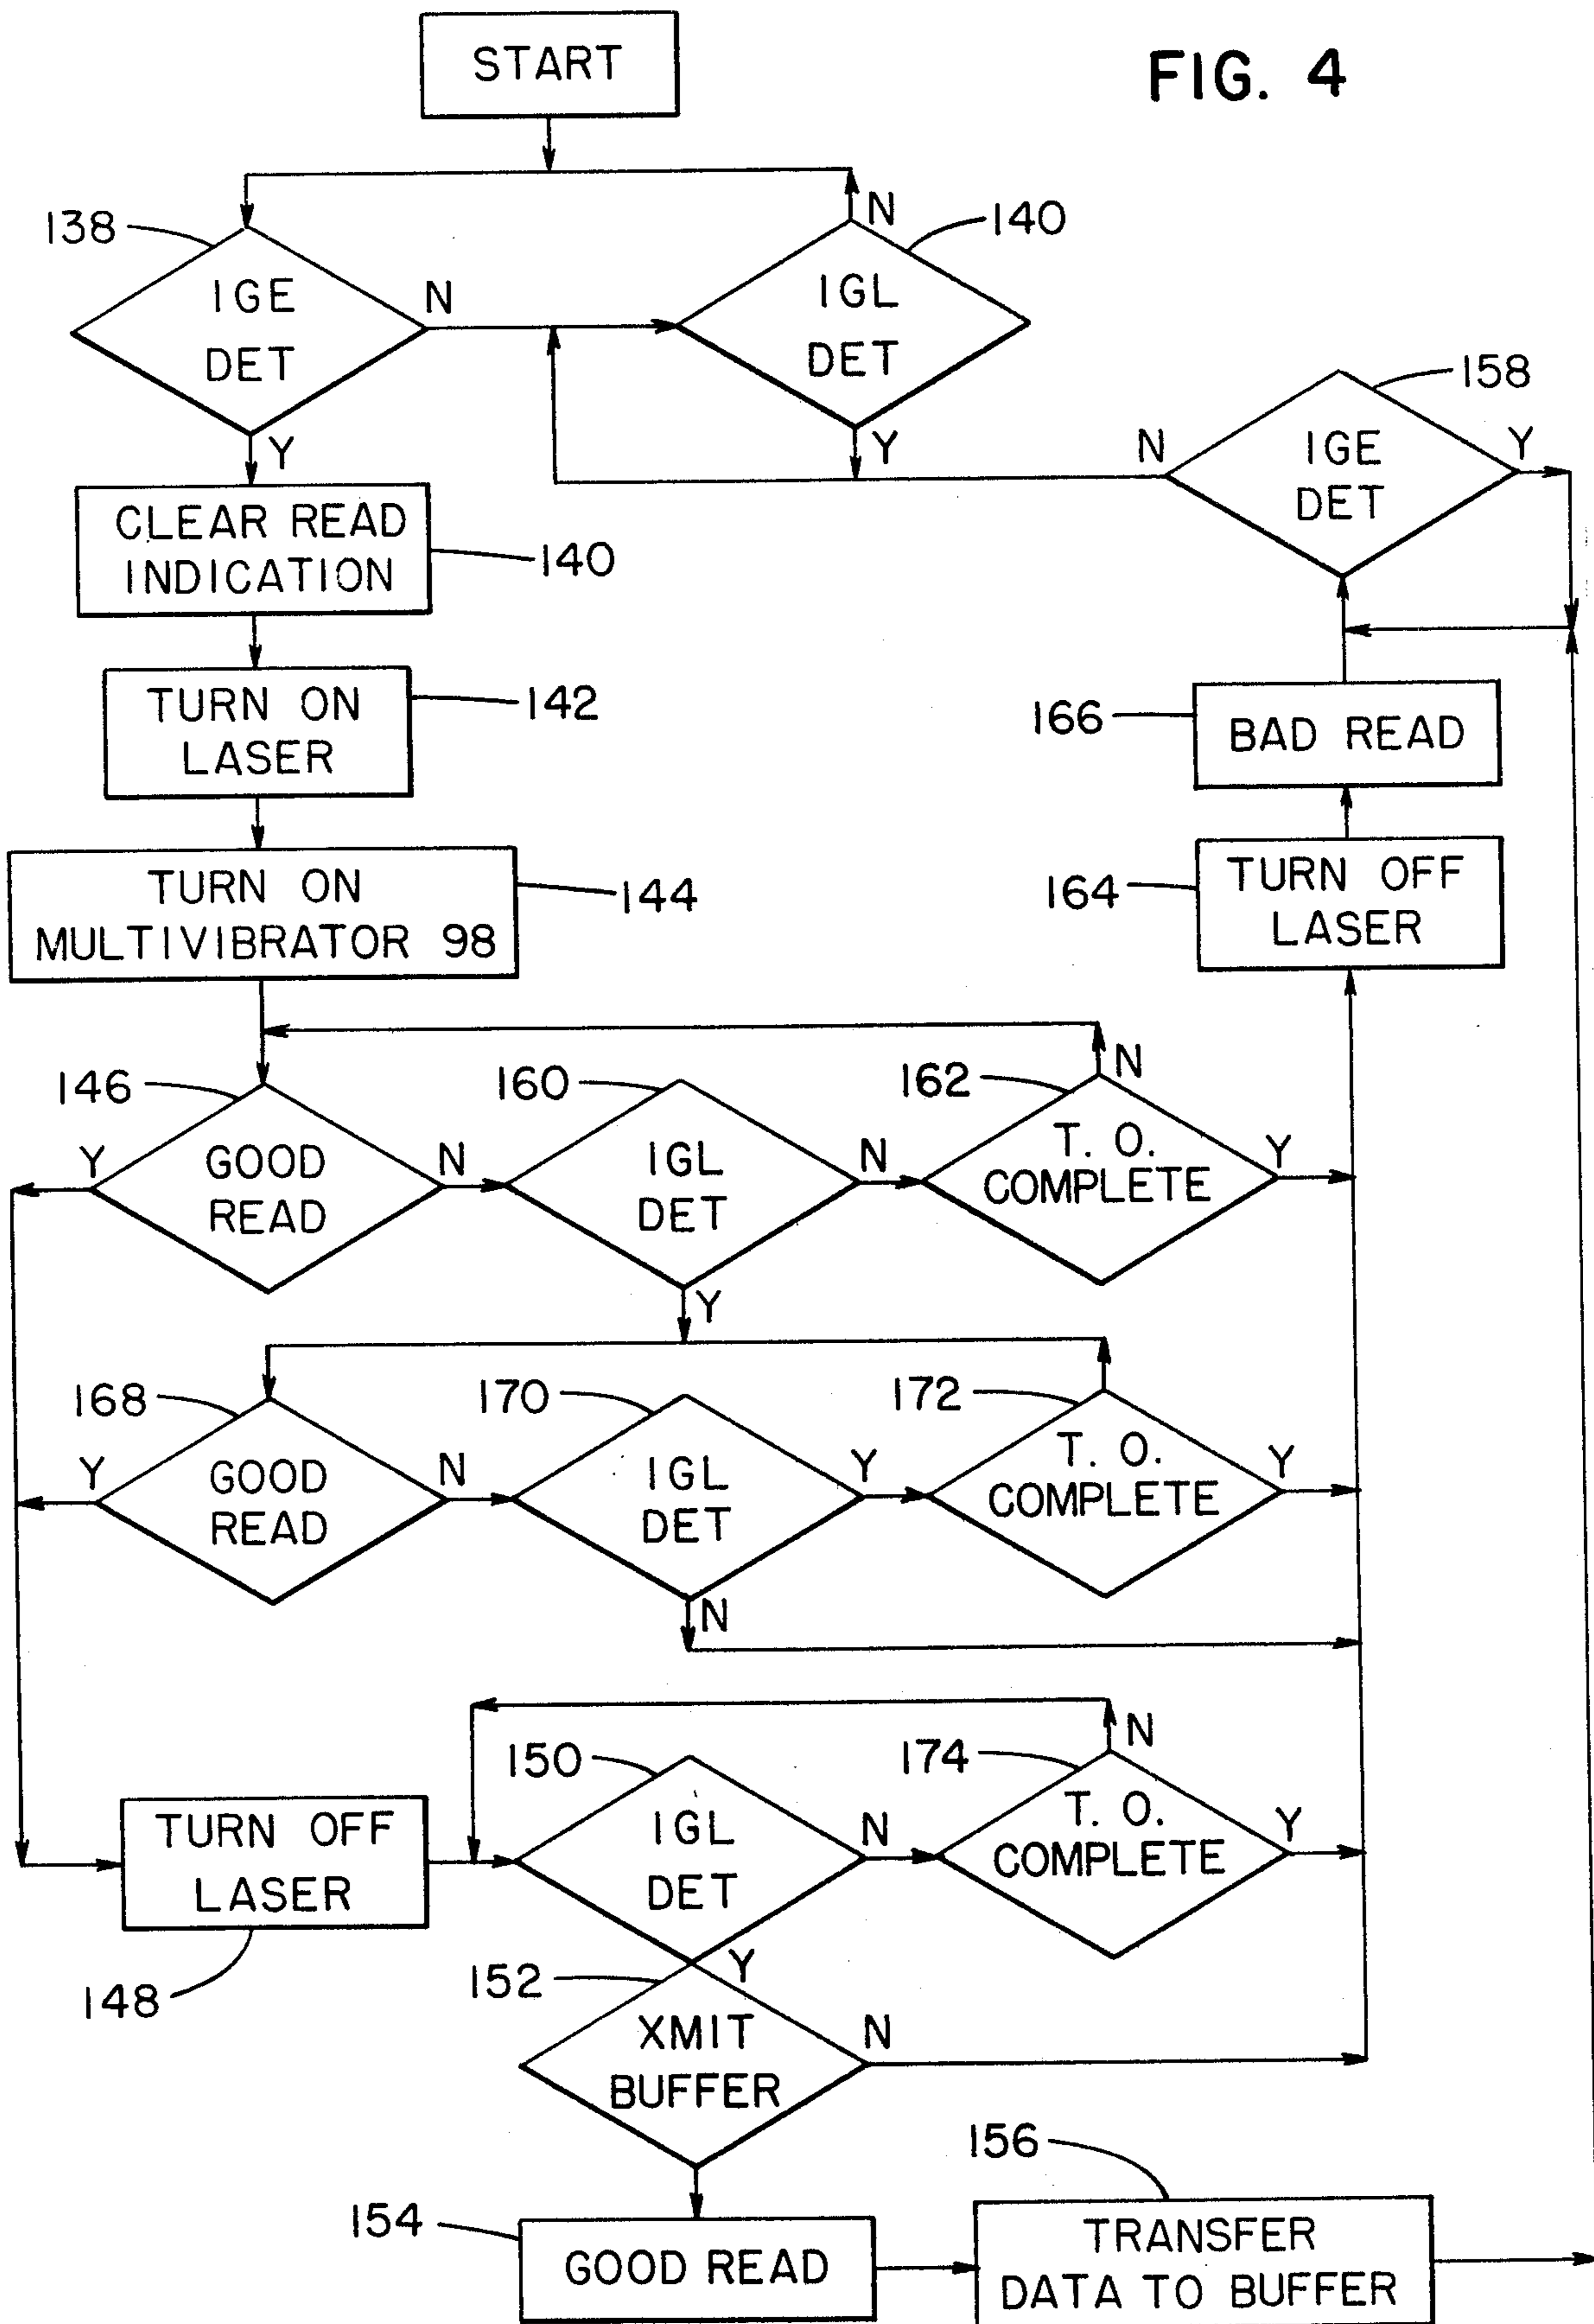 FIG. 4
START
138
IGE
DET
N
Y
N
140
IGL
DET
Y
158
N
IGE
DET
Y
CLEAR READ
INDICATION
140
TURN ON
LASER
142
166
BAD READ
TURN ON
MULTIVIBRATOR 98
144
164
TURN OFF
LASER
146
Y
GOOD
READ
N
160
IGL
DET
N
Y
162
N
T. O.
COMPLETE
Y
168
Y
GOOD
READ
N
170
IGL
DET
Y
N
172
T. O.
COMPLETE
Y
TURN OFF
LASER
148
150
IGL
DET
N
Y
174
N
T. O.
COMPLETE
Y
152
XMIT
BUFFER
N
154
GOOD READ
156
TRANSFER
DATA TO BUFFER